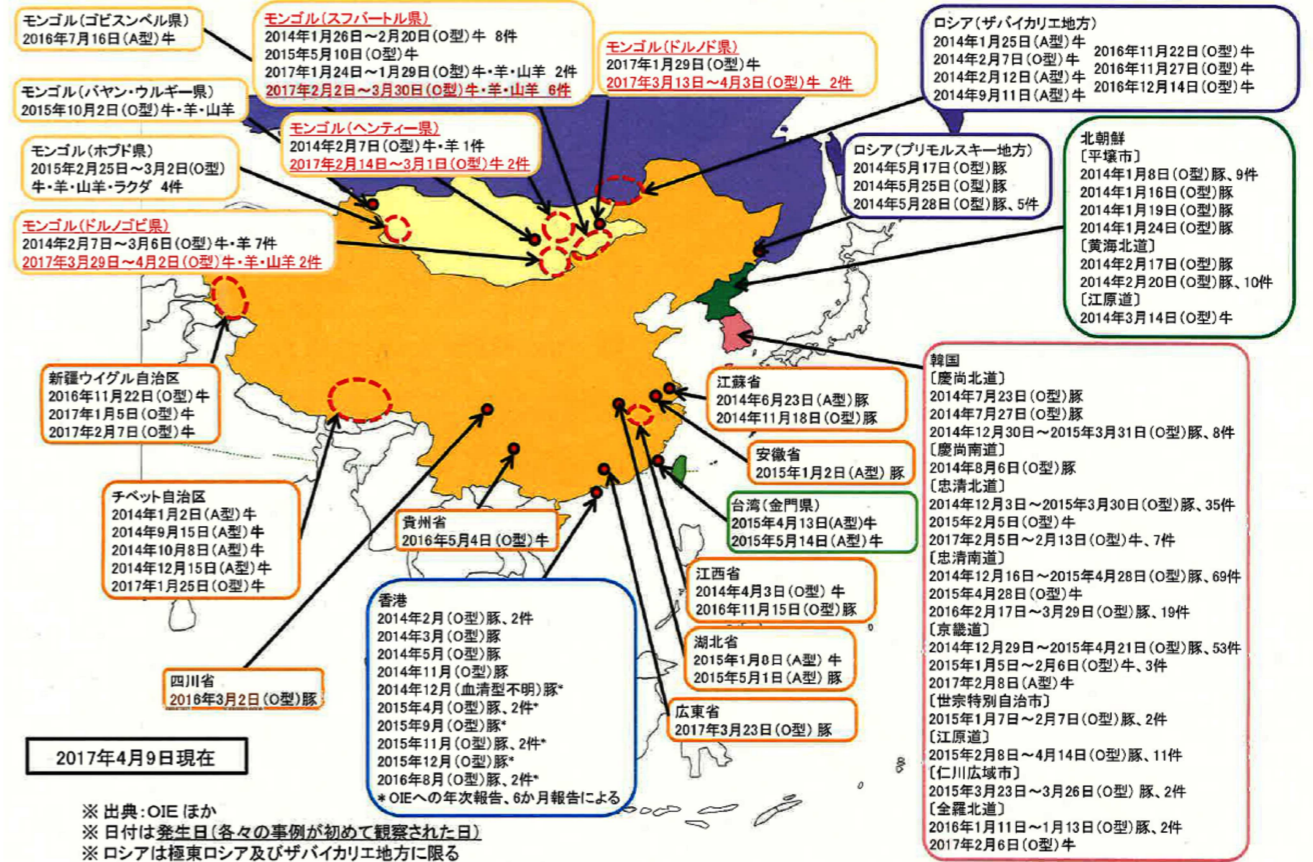 モンゴル(ゴビスンベル県)
2016年7月16日(A型)牛
モンゴル(スフバートル県)
2014年1月26日～2月20日(O型)牛 8件
2015年5月10日(O型)牛
2017年1月24日～1月29日(O型)牛・羊・山羊 2件
2017年2月2日～3月30日(O型)牛・羊・山羊 6件
モンゴル(ドルノド県)
2017年1月29日(O型)牛
2017年3月13日～4月3日(O型)牛 2件
ロシア(ザバイカリエ地方)
2014年1月25日(A型)牛
2014年2月7日(O型)牛
2014年2月12日(A型)牛
2014年9月11日(A型)牛
2016年11月22日(O型)牛
2016年11月27日(O型)牛
2016年12月14日(O型)牛
モンゴル(バヤン・ウルギー県)
2015年10月2日(O型)牛・羊・山羊
モンゴル(ヘンティー県)
2014年2月7日(O型)牛・羊 1件
2017年2月14日～3月1日(O型)牛 2件
モンゴル(ホブド県)
2015年2月25日～3月2日(O型)
牛・羊・山羊・ラクダ 4件
モンゴル(ドルノゴビ県)
2014年2月7日～3月6日(O型)牛・羊 7件
2017年3月29日～4月2日(O型)牛・羊・山羊 2件
ロシア(プリモルスキー地方)
2014年5月17日(O型)豚
2014年5月25日(O型)豚
2014年5月28日(O型)豚、5件
北朝鮮
[平壌市]
2014年1月8日(O型)豚、9件
2014年1月16日(O型)豚
2014年1月19日(O型)豚
2014年1月24日(O型)豚
[黄海北道]
2014年2月17日(O型)豚
2014年2月20日(O型)豚、10件
[江原道]
2014年3月14日(O型)牛
新疆ウイグル自治区
2016年11月22日(O型)牛
2017年1月5日(O型)牛
2017年2月7日(O型)牛
チベット自治区
2014年1月2日(A型)牛
2014年9月15日(A型)牛
2014年10月8日(A型)牛
2014年12月15日(A型)牛
2017年1月25日(O型)牛
四川省
2016年3月2日(O型)豚
貴州省
2016年5月4日(O型)牛
香港
2014年2月(O型)豚、2件
2014年3月(O型)豚
2014年5月(O型)豚
2014年11月(O型)豚
2014年12月(血清型不明)豚*
2015年4月(O型)豚、2件*
2015年9月(O型)豚*
2015年11月(O型)豚、2件*
2015年12月(O型)豚*
2016年8月(O型)豚、2件*
*OIEへの年次報告、6か月報告による
江蘇省
2014年6月23日(A型)豚
2014年11月18日(O型)豚
安徽省
2015年1月2日(A型)豚
台湾(金門県)
2015年4月13日(A型)牛
2015年5月14日(A型)牛
江西省
2014年4月3日(O型)牛
2016年11月15日(O型)豚
湖北省
2015年1月8日(A型)牛
2015年5月1日(A型)豚
広東省
2017年3月23日(O型)豚
韓国
[慶尚北道]
2014年7月23日(O型)豚
2014年7月27日(O型)豚
2014年12月30日～2015年3月31日(O型)豚、8件
[慶尚南道]
2014年8月6日(O型)豚
[忠清北道]
2014年12月3日～2015年3月30日(O型)豚、35件
2015年2月5日(O型)牛
2017年2月5日～2月13日(O型)牛、7件
[忠清南道]
2014年12月16日～2015年4月28日(O型)豚、69件
2015年4月28日(O型)牛
2016年2月17日～3月29日(O型)豚、19件
[京畿道]
2014年12月29日～2015年4月21日(O型)豚、53件
2015年1月5日～2月6日(O型)牛、3件
2017年2月8日(A型)牛
[世宗特別自治市]
2015年1月7日～2月7日(O型)豚、2件
[江原道]
2015年2月8日～4月14日(O型)豚、11件
[仁川広域市]
2015年3月23日～3月26日(O型)豚、2件
[全羅北道]
2016年1月11日～1月13日(O型)豚、2件
2017年2月6日(O型)牛
2017年4月9日現在
※ 出典：OIE ほか
※ 日付は発生日(各々の事例が初めて観察された日)
※ ロシアは極東ロシア及びザバイカリエ地方に限る